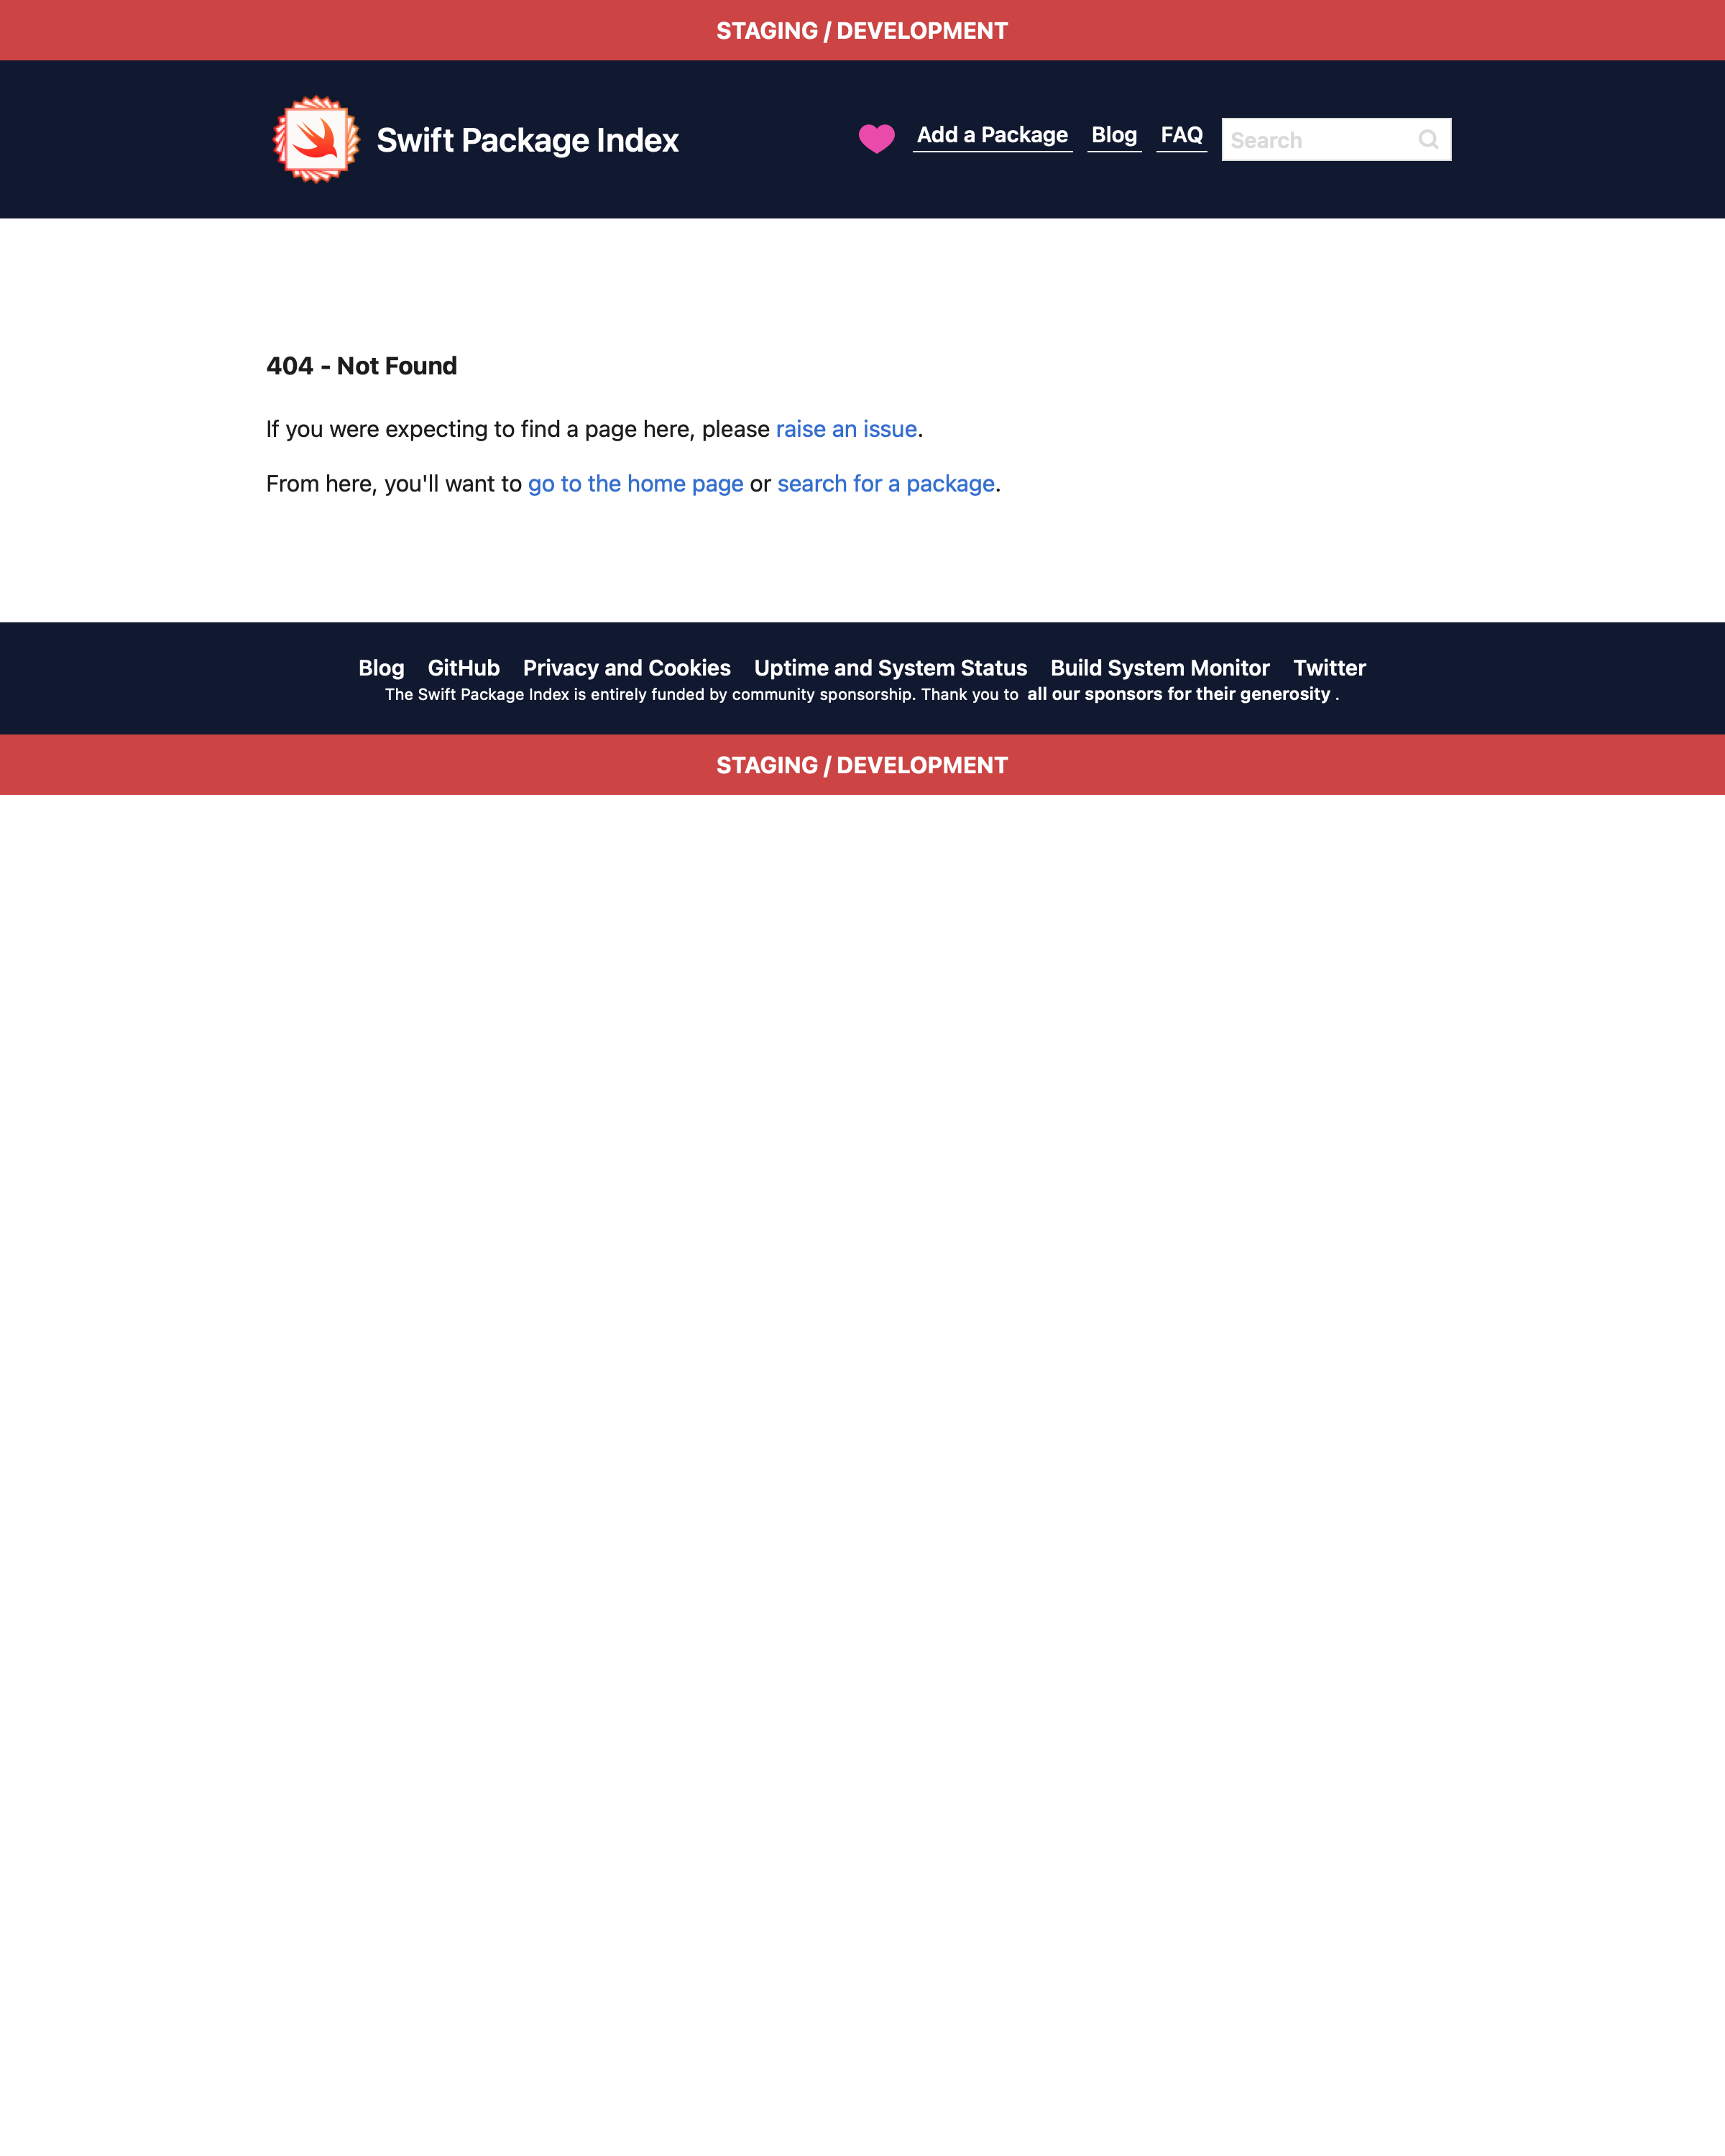 STAGING / DEVELOPMENT
Swift Package Index
Add a Package Blog FAQ Search
404 - Not Found
If you were expecting to find a page here, please raise an issue.
From here, you'll want to go to the home page or search for a package.
Blog GitHub Privacy and Cookies Uptime and System Status Build System Monitor Twitter
The Swift Package Index is entirely funded by community sponsorship. Thank you to all our sponsors for their generosity .
STAGING / DEVELOPMENT